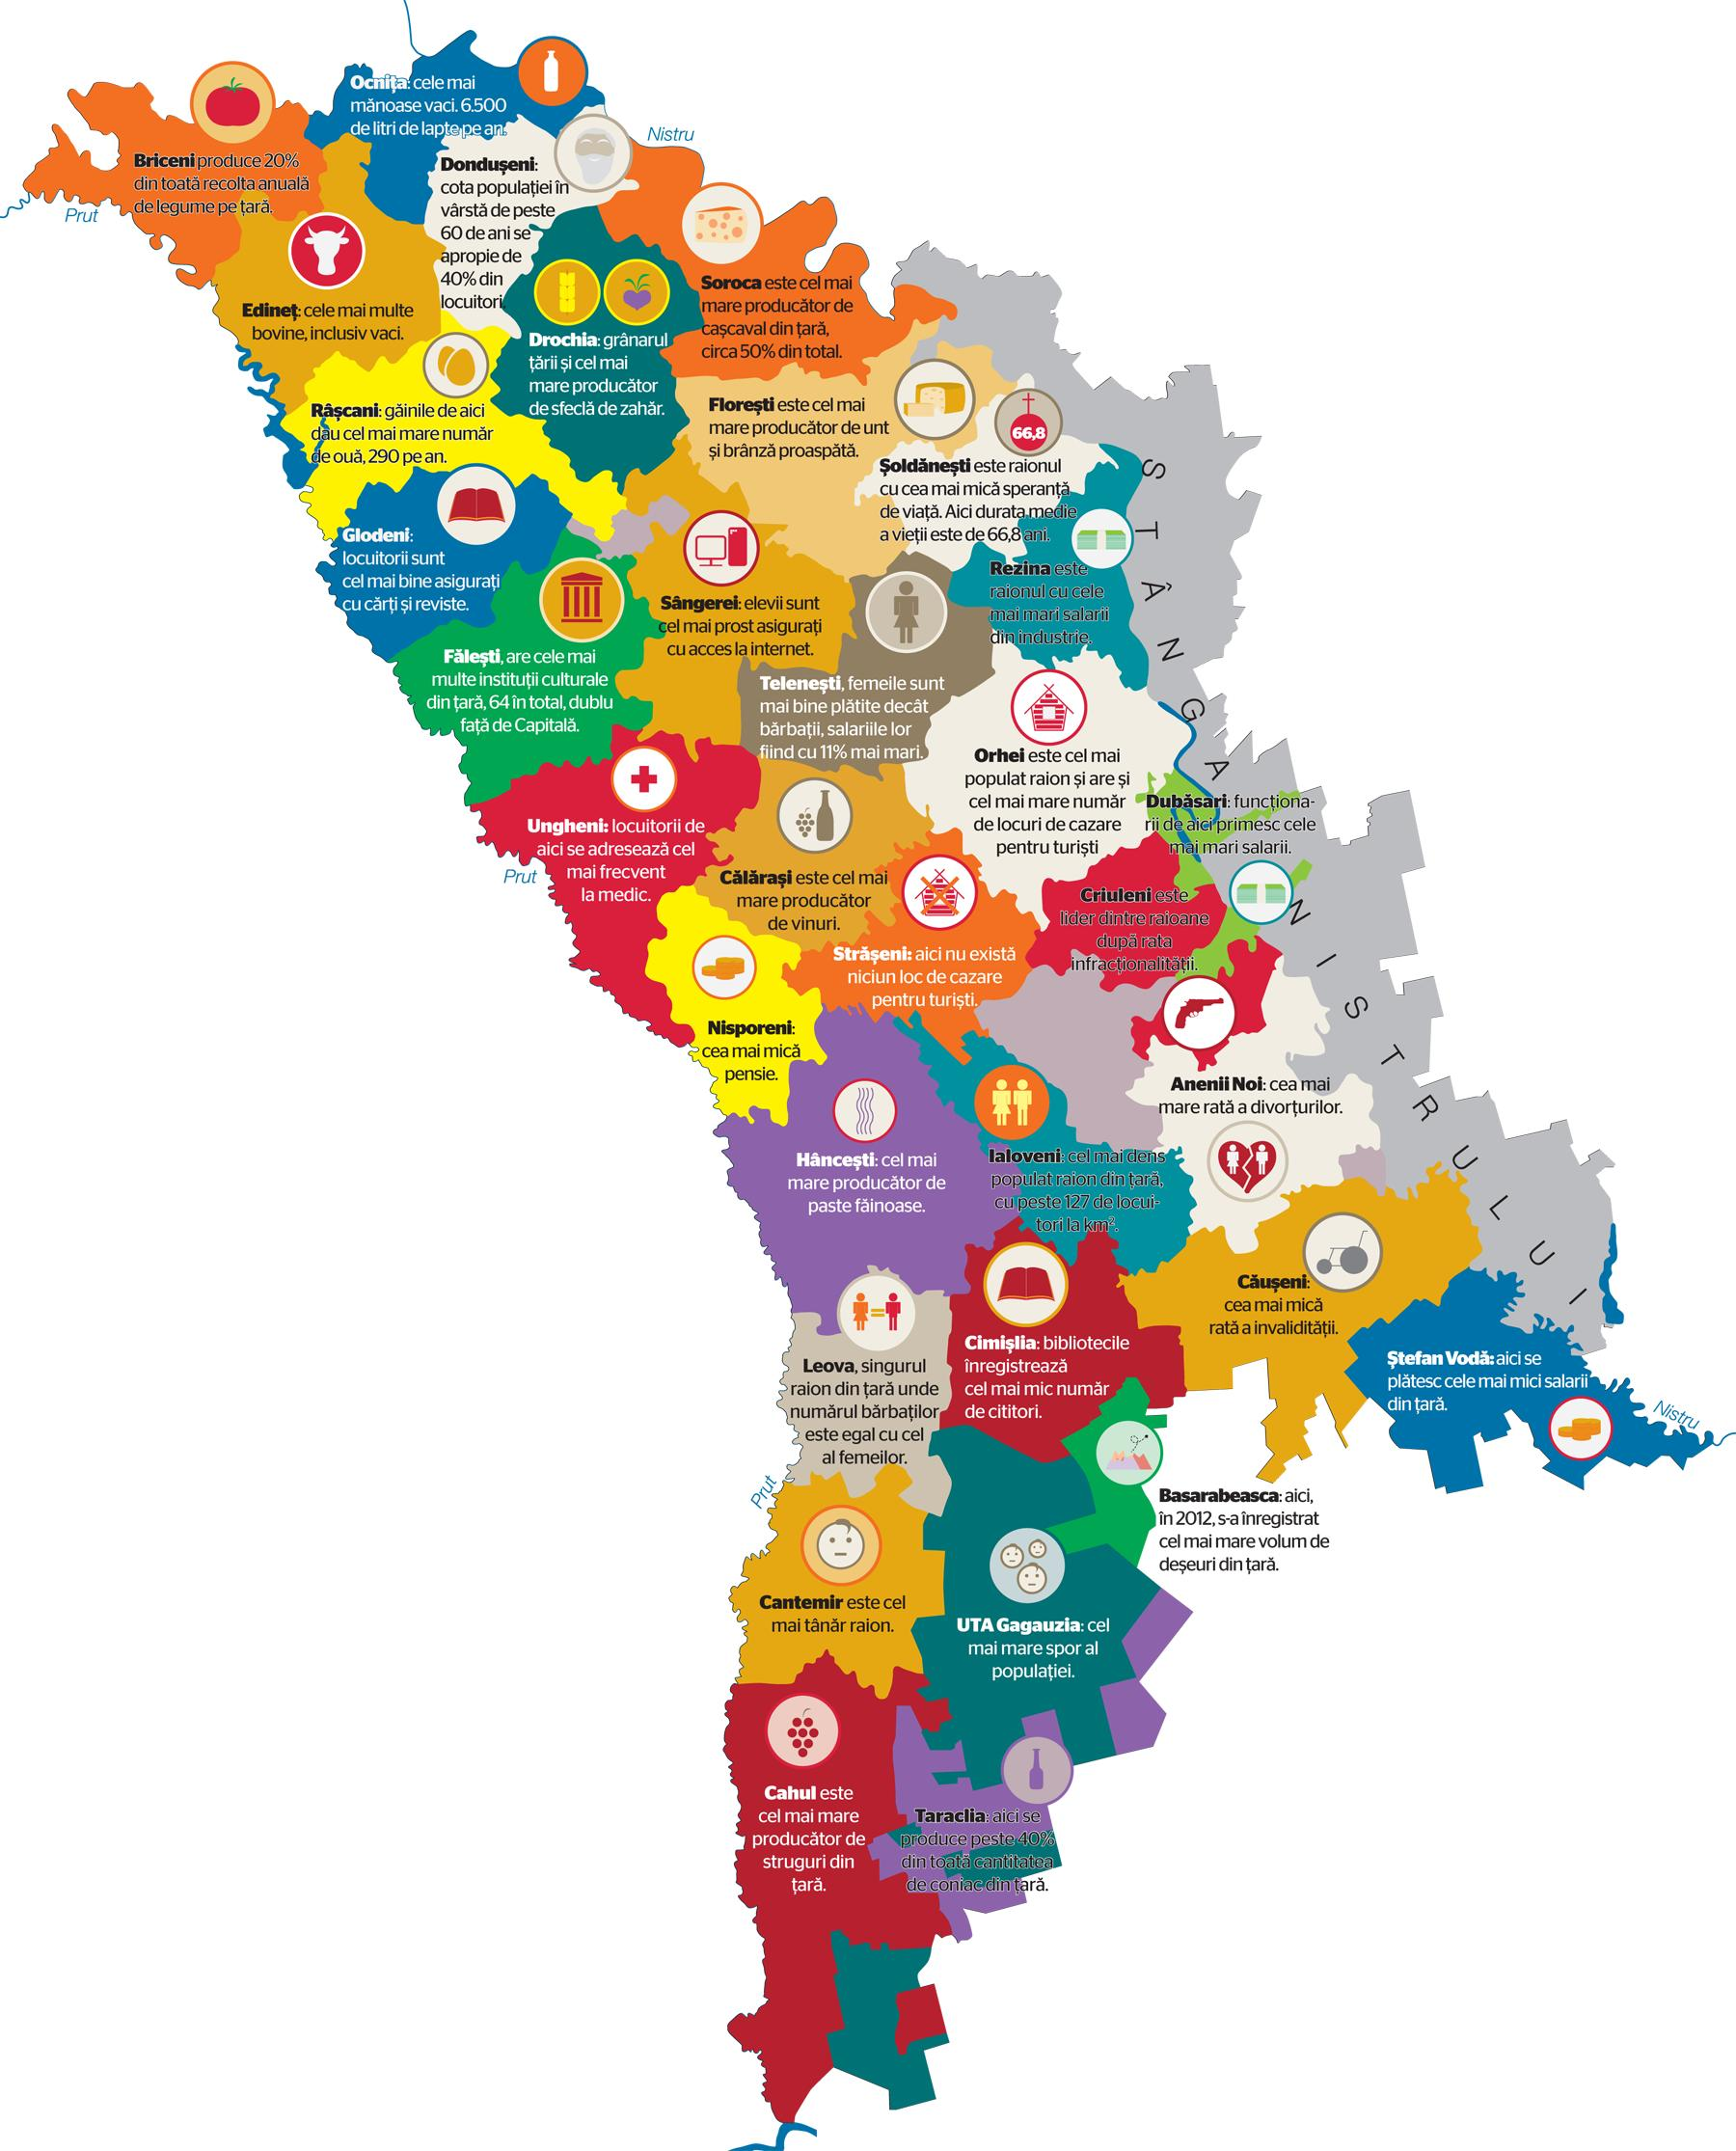 Ocnița: cele mai
mănoase vaci. 6.500
de litri de lapte pe an.
Nistru
Briceni produce 20%
din toată recolta anuală
de legume pe țară.
Prut
Dondușeni:
cota populației în
vârstă de peste
60 de ani se
apropie de
40% din
locuitori.
Edineț: cele mai multe
bovine, inclusiv vaci.
Soroca este cel mai
mare producător de
cașcaval din țară,
circa 50% din total.
Drochia: grânarul
țării și cel mai
mare producător
de sfeclă de zahăr.
Râșcani: găinile de aici
dau cel mai mare număr
de ouă, 290 pe an.
Florești este cel mai
mare producător de unt
și brânză proaspătă.
66,8
Șoldănești este raionul
cu cea mai mică speranță
de viață. Aici durata medie
a vieții este de 66,8 ani.
STÂNGA NISTRULUI
Glodeni:
locuitorii sunt
cel mai bine asigurați
cu cărți și reviste.
Rezina este
raionul cu cele
mai mari salarii
din industrie.
Sângerei: elevii sunt
cel mai prost asigurați
cu acces la internet.
Fălești, are cele mai
multe instituții culturale
din țară, 64 în total, dublu
față de Capitală.
Telenești, femeile sunt
mai bine plătite decât
bărbații, salariile lor
fiind cu 11% mai mari.
Orhei este cel mai
populat raion și are și
cel mai mare număr
de locuri de cazare
pentru turiști
Dubăsari: funcționa-
rii de aici primesc cele
mai mari salarii.
Ungheni: locuitorii de
aici se adresează cel
mai frecvent
la medic.
Prut
Călărași este cel mai
mare producător
de vinuri.
Criuleni este
lider dintre raioane
după rata
infracționalității.
Strășeni: aici nu există
niciun loc de cazare
pentru turiști.
Nisporeni:
cea mai mică
pensie.
Anenii Noi: cea mai
mare rată a divorțurilor.
Hâncești: cel mai
mare producător de
paste făinoase.
Ialoveni: cel mai dens
populat raion din țară,
cu peste 127 de locui-
tori la km².
Căușeni:
cea mai mică
rată a invalidității.
Cimișlia: bibliotecile
înregistrează
cel mai mic număr
de cititori.
Leova, singurul
raion din țară unde
numărul bărbaților
este egal cu cel
al femeilor.
Ștefan Vodă: aici se
plătesc cele mai mici salarii
din țară.
Nistru
Prut
Basarabeasca: aici,
în 2012, s-a înregistrat
cel mai mare volum de
deșeuri din țară.
Cantemir este cel
mai tânăr raion.
UTA Gagauzia: cel
mai mare spor al
populației.
Cahul este
cel mai mare
producător de
struguri din
țară.
Taraclia: aici se
produce peste 40%
din toată cantitatea
de coniac din țară.